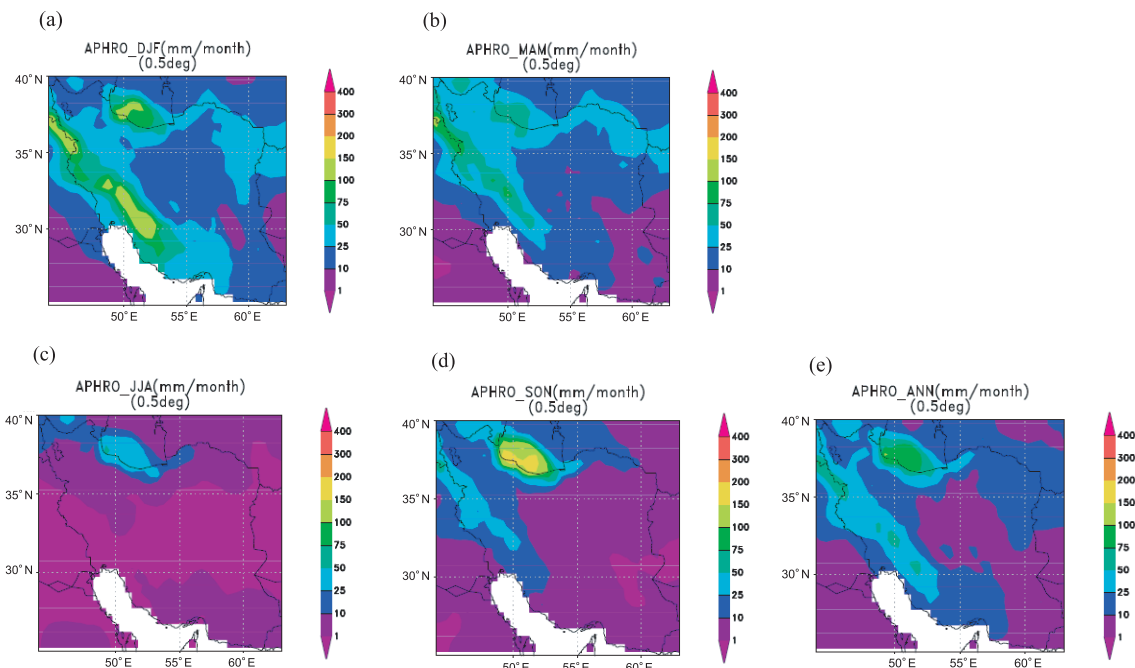 (a)
APHRO_DJF(mm/month)
(0.5deg)
40°N
35°N
30°N
50°E
55°E
60°E
400
300
200
150
100
75
50
25
10
1
(b)
APHRO_MAM(mm/month)
(0.5deg)
40°N
35°N
30°N
50°E
55°E
60°E
400
300
200
150
100
75
50
25
10
1
(c)
APHRO_JJA(mm/month)
(0.5deg)
40°N
35°N
30°N
50°E
55°E
60°E
400
300
200
150
100
75
50
25
10
1
(d)
APHRO_SON(mm/month)
(0.5deg)
40°N
35°N
30°N
50°E
55°E
60°E
400
300
200
150
100
75
50
25
10
1
(e)
APHRO_ANN(mm/month)
(0.5deg)
40°N
35°N
30°N
50°E
55°E
60°E
400
300
200
150
100
75
50
25
10
1